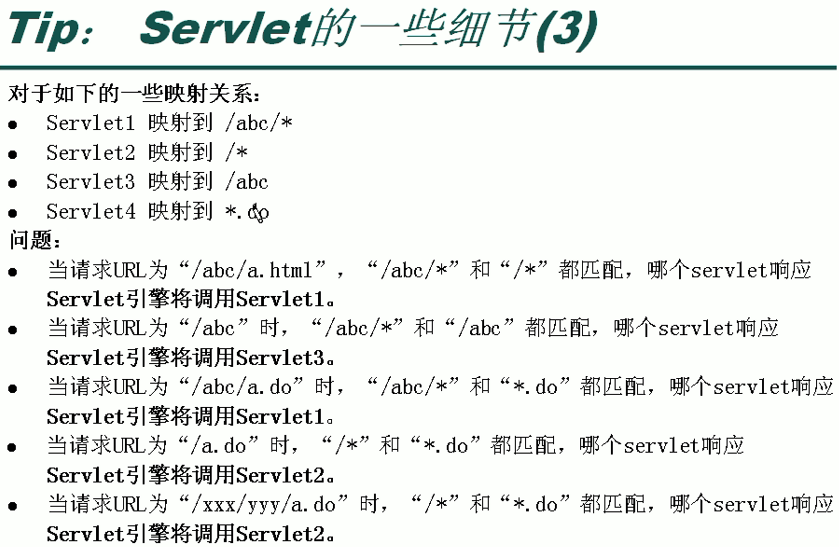 Tip： Servlet的一些细节(3)
对于如下的一些映射关系：
● Servlet1 映射到 /abc/*
● Servlet2 映射到 /*
● Servlet3 映射到 /abc
● Servlet4 映射到 *.do
问题：
● 当请求URL为“/abc/a.html”，“/abc/*”和“/*”都匹配，哪个servlet响应
Servlet引擎将调用Servlet1。
● 当请求URL为“/abc”时，“/abc/*”和“/abc”都匹配，哪个servlet响应
Servlet引擎将调用Servlet3。
● 当请求URL为“/abc/a.do”时，“/abc/*”和“*.do”都匹配，哪个servlet响应
Servlet引擎将调用Servlet1。
● 当请求URL为“/a.do”时，“/*”和“*.do”都匹配，哪个servlet响应
Servlet引擎将调用Servlet2。
● 当请求URL为“/xxx/yyy/a.do”时，“/*”和“*.do”都匹配，哪个servlet响应
Servlet引擎将调用Servlet2。